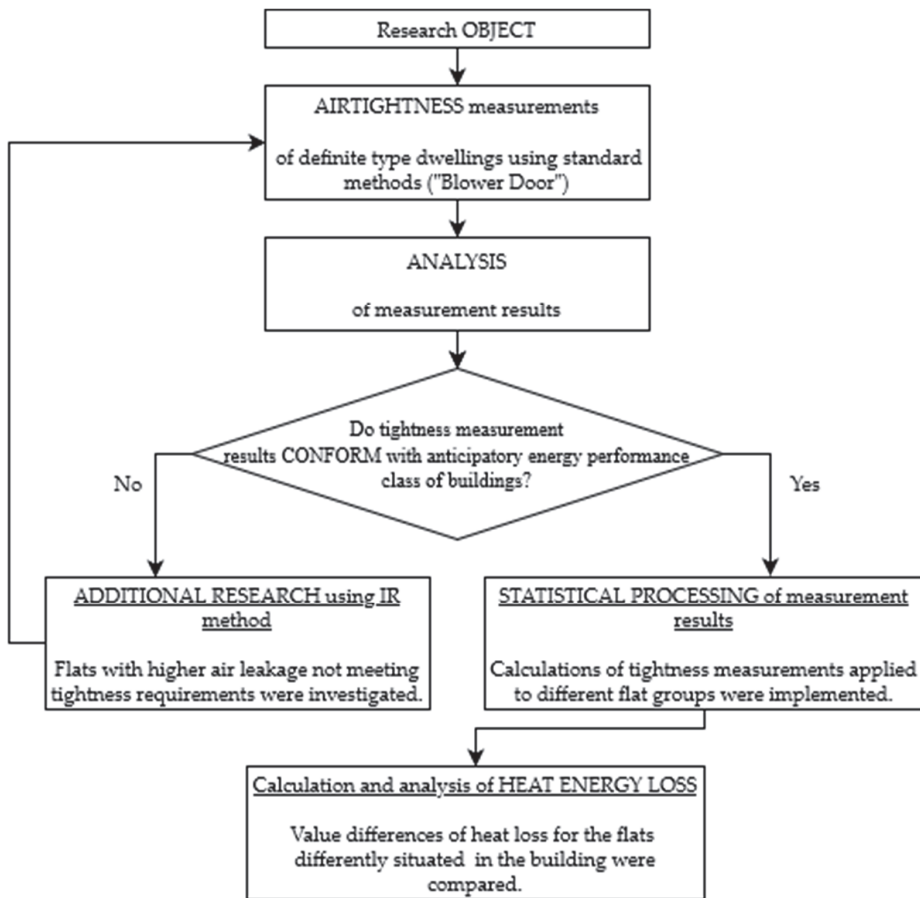 Research OBJECT
AIRTIGHTNESS measurements
of definite type dwellings using standard
methods ("Blower Door")
ANALYSIS
of measurement results
Do tightness measurement
results CONFORM with anticipatory energy performance
class of buildings?
No
Yes
ADDITIONAL RESEARCH using IR
method
Flats with higher air leakage not meeting
tightness requirements were investigated.
STATISTICAL PROCESSING of measurement
results
Calculations of tightness measurements applied
to different flat groups were implemented.
Calculation and analysis of HEAT ENERGY LOSS
Value differences of heat loss for the flats
differently situated in the building were
compared.